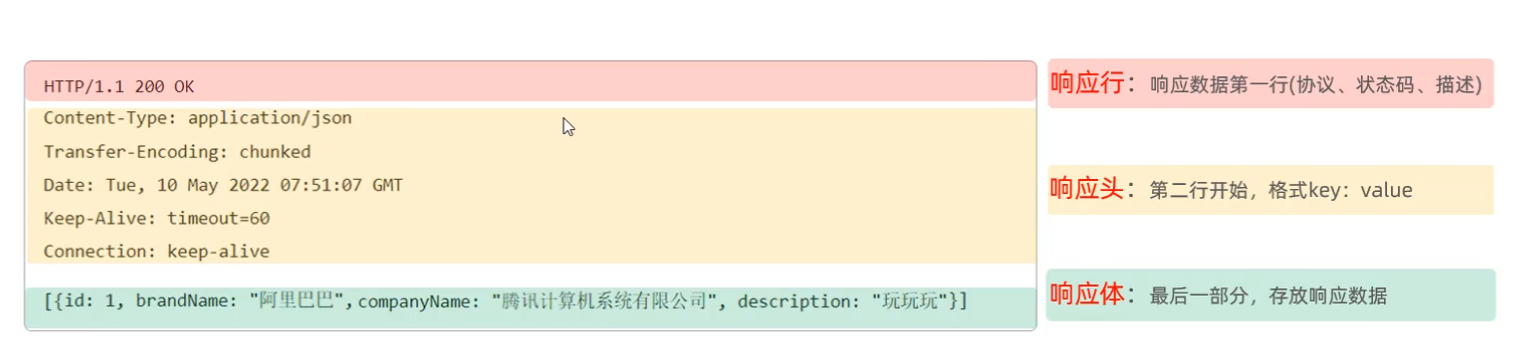 HTTP/1.1 200 OK
响应行：响应数据第一行(协议、状态码、描述)
Content-Type: application/json
Transfer-Encoding: chunked
Date: Tue, 10 May 2022 07:51:07 GMT
响应头：第二行开始，格式key：value
Keep-Alive: timeout=60
Connection: keep-alive
[{id: 1, brandName: "阿里巴巴",companyName: "腾讯计算机系统有限公司", description: "玩玩玩"}]
响应体：最后一部分，存放响应数据